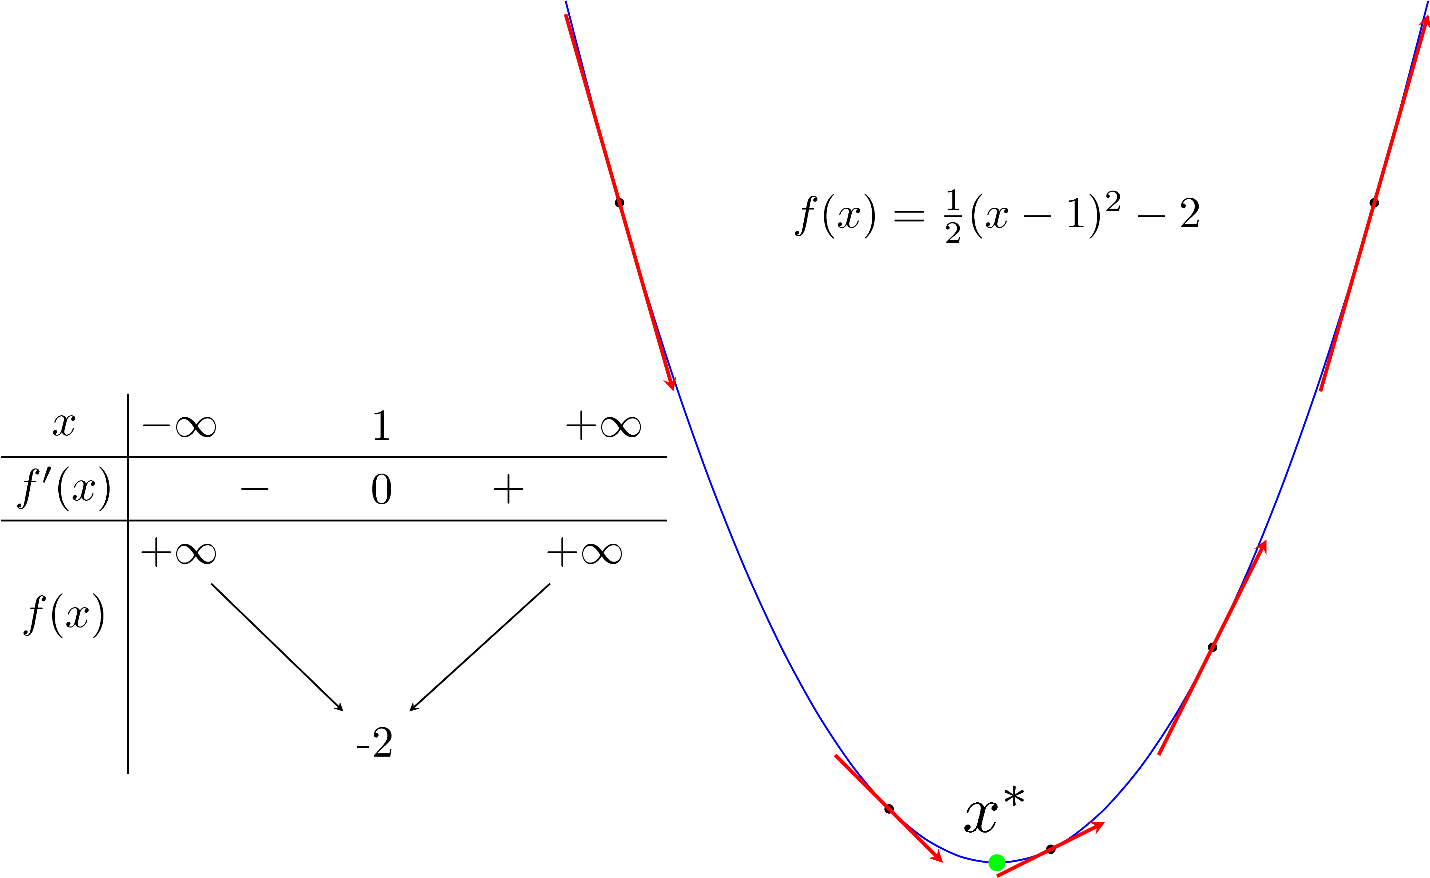 f(x) = 1/2(x − 1)² − 2
x −∞ 1 +∞
f′(x) − 0 +
+∞ +∞
f(x)
-2
x*